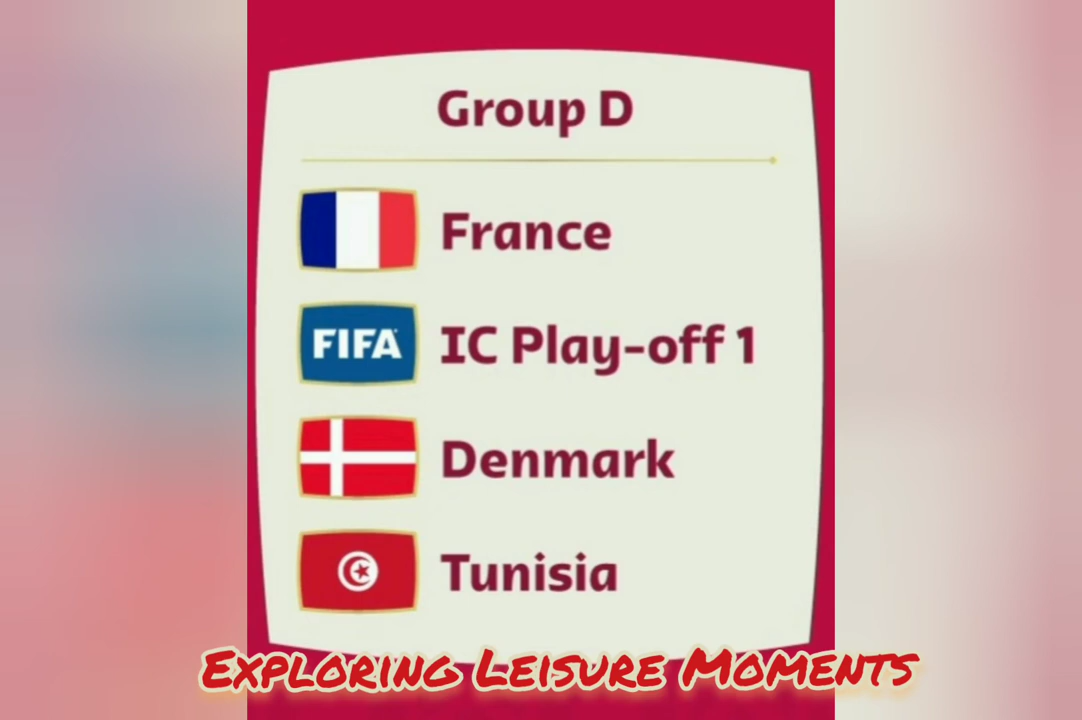 Group D
France
FIFA
IC Play-off 1
Denmark
Tunisia
Exploring Leisure Moments